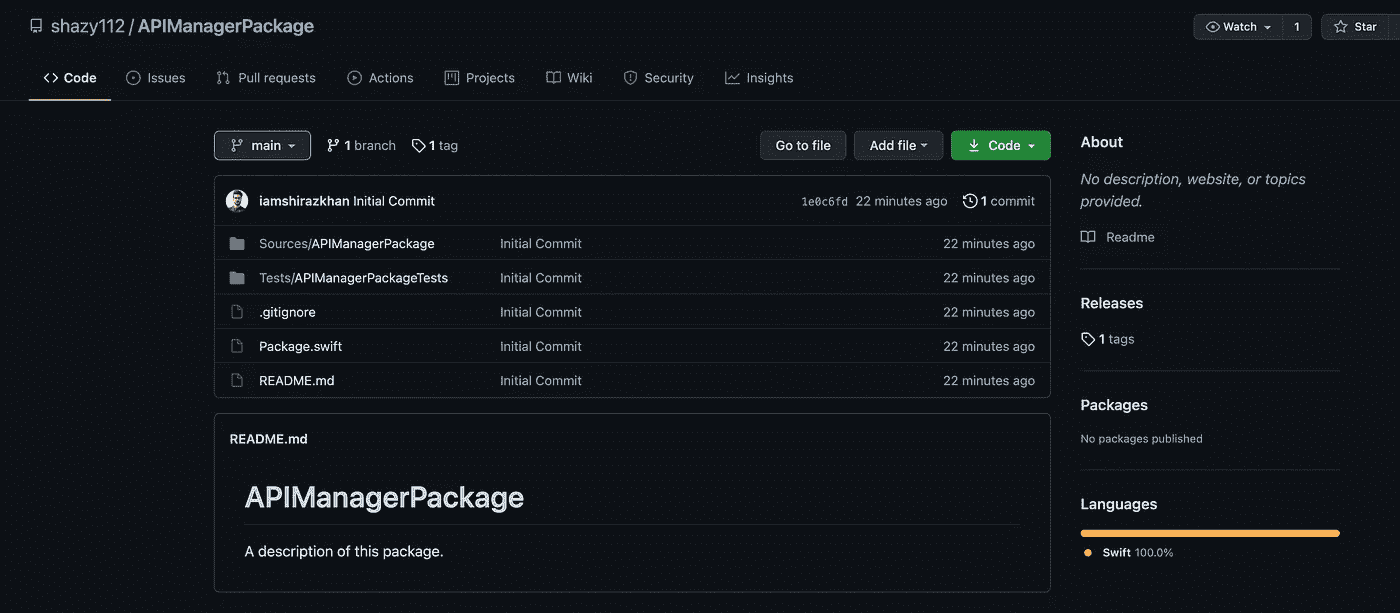 shazy112 / APIManagerPackage
Watch 1 Star
Code Issues Pull requests Actions Projects Wiki Security Insights
main 1 branch 1 tag Go to file Add file Code
iamshirazkhan Initial Commit 1e0c6fd 22 minutes ago 1 commit
Sources/APIManagerPackage Initial Commit 22 minutes ago
Tests/APIManagerPackageTests Initial Commit 22 minutes ago
.gitignore Initial Commit 22 minutes ago
Package.swift Initial Commit 22 minutes ago
README.md Initial Commit 22 minutes ago
README.md
APIManagerPackage
A description of this package.
About
No description, website, or topics
provided.
Readme
Releases
1 tags
Packages
No packages published
Languages
Swift 100.0%